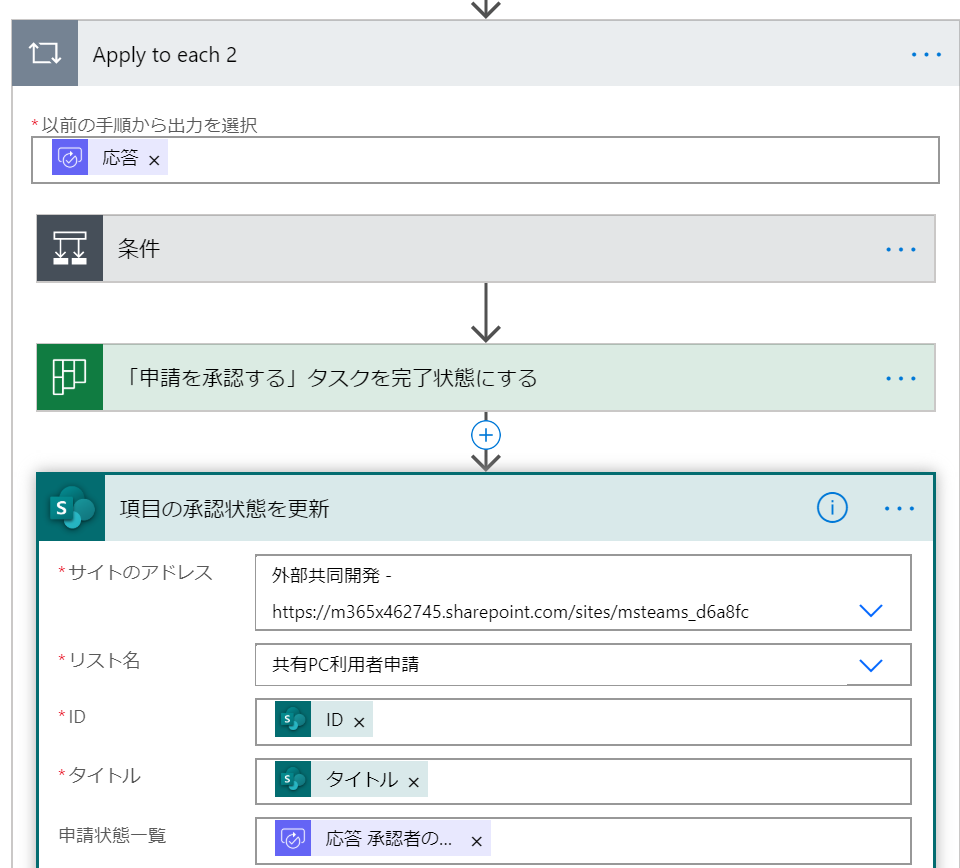 Apply to each 2
*以前の手順から出力を選択
応答 ×
条件
「申請を承認する」タスクを完了状態にする
項目の承認状態を更新
*サイトのアドレス
外部共同開発 -
https://m365x462745.sharepoint.com/sites/msteams_d6a8fc
*リスト名
共有PC利用者申請
*ID
ID ×
*タイトル
タイトル ×
申請状態一覧
応答 承認者の... ×